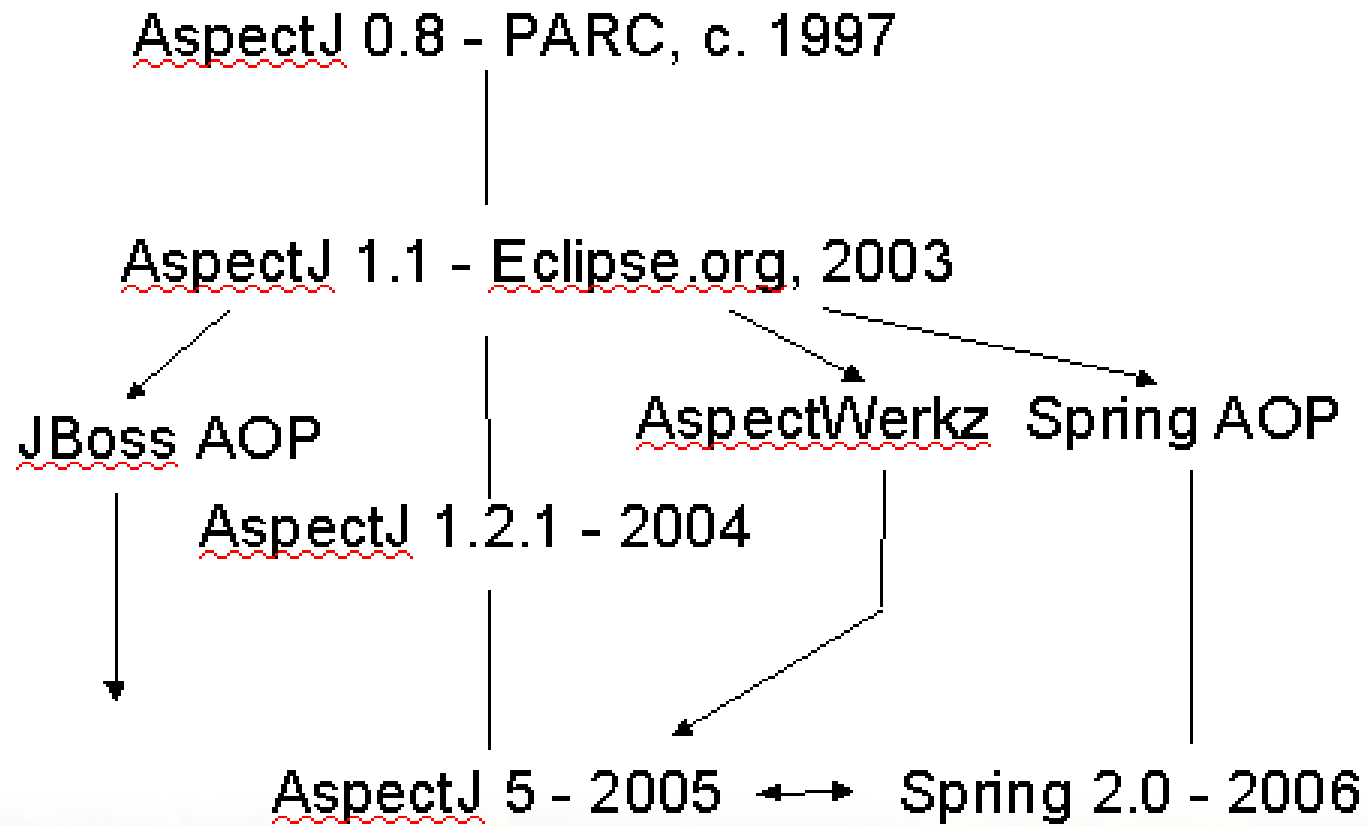 AspectJ 0.8 - PARC, c. 1997
AspectJ 1.1 - Eclipse.org, 2003
JBoss AOP
AspectWerkz
Spring AOP
AspectJ 1.2.1 - 2004
AspectJ 5 - 2005
Spring 2.0 - 2006